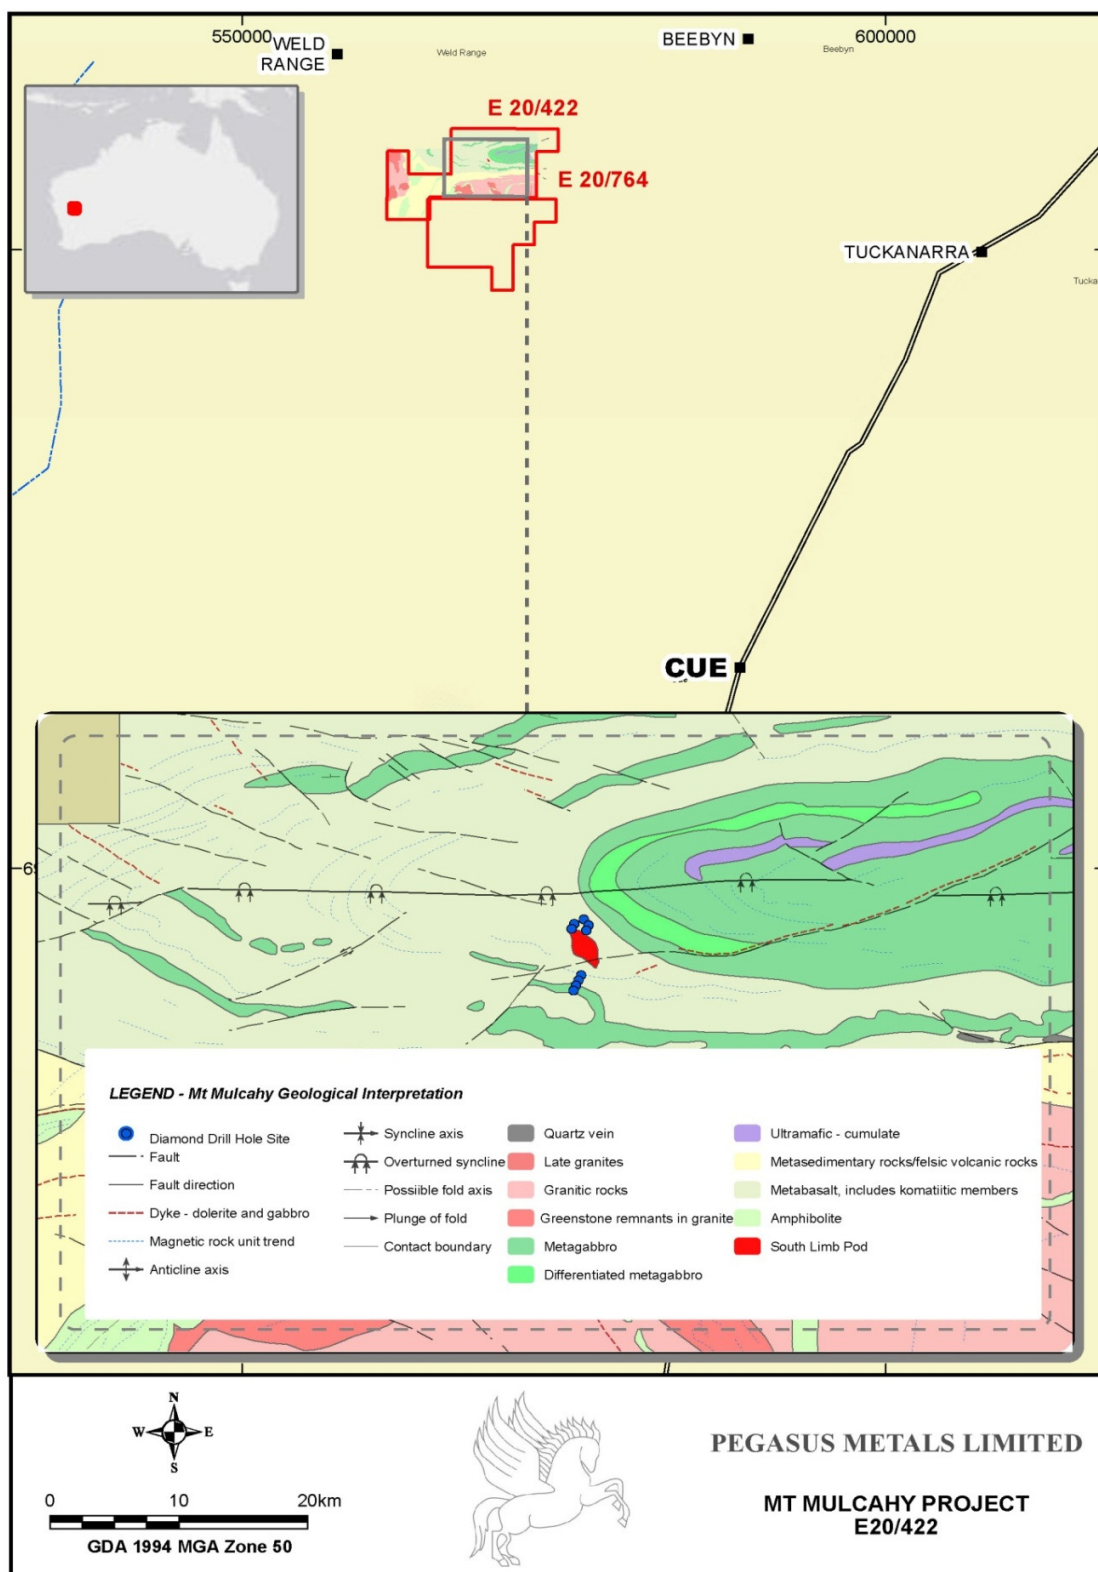 550000
600000
WELD
RANGE
Weld Range
BEEBYN
Beebyn
E 20/422
E 20/764
TUCKANARRA
Tucka
CUE
LEGEND - Mt Mulcahy Geological Interpretation
Diamond Drill Hole Site
Fault
Fault direction
Dyke - dolerite and gabbro
Magnetic rock unit trend
Anticline axis
Syncline axis
Overturned syncline
Possiible fold axis
Plunge of fold
Contact boundary
Quartz vein
Late granites
Granitic rocks
Greenstone remnants in granite
Metagabbro
Differentiated metagabbro
Ultramafic - cumulate
Metasedimentary rocks/felsic volcanic rocks
Metabasalt, includes komatiitic members
Amphibolite
South Limb Pod
N
W E
S
0 10 20km
GDA 1994 MGA Zone 50
PEGASUS METALS LIMITED
MT MULCAHY PROJECT
E20/422